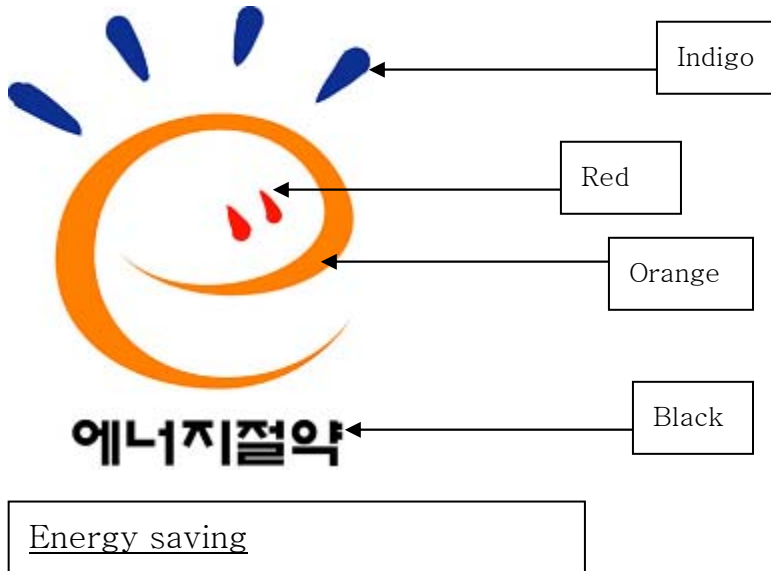 Indigo
Red
Orange
에너지절약
Black
Energy saving